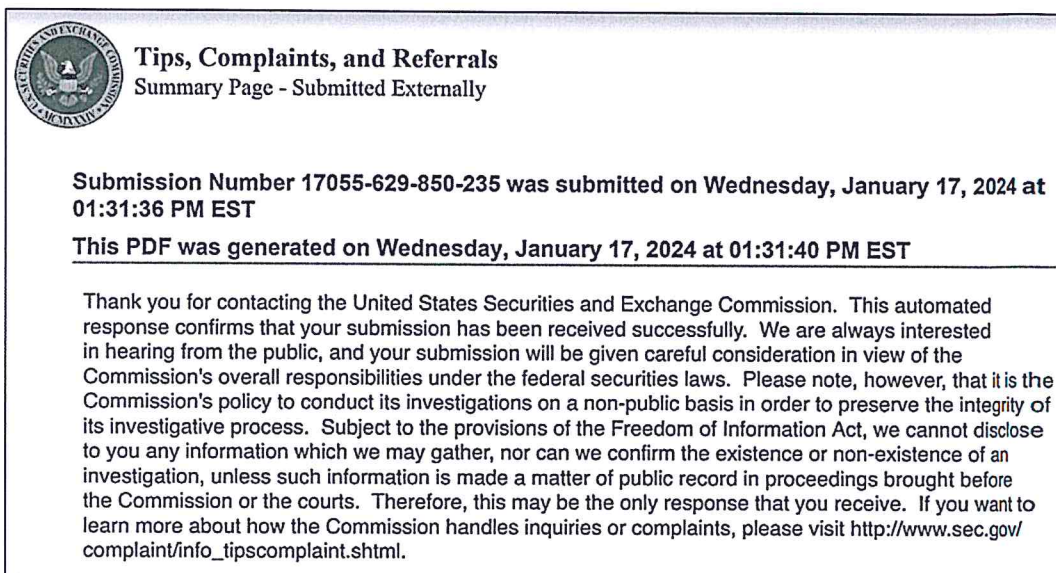 U.S. SECURITIES AND EXCHANGE COMMISSION
MCMXXXIV
Tips, Complaints, and Referrals
Summary Page - Submitted Externally
Submission Number 17055-629-850-235 was submitted on Wednesday, January 17, 2024 at
01:31:36 PM EST
This PDF was generated on Wednesday, January 17, 2024 at 01:31:40 PM EST
Thank you for contacting the United States Securities and Exchange Commission.  This automated
response confirms that your submission has been received successfully.  We are always interested
in hearing from the public, and your submission will be given careful consideration in view of the
Commission's overall responsibilities under the federal securities laws.  Please note, however, that it is the
Commission's policy to conduct its investigations on a non-public basis in order to preserve the integrity of
its investigative process.  Subject to the provisions of the Freedom of Information Act, we cannot disclose
to you any information which we may gather, nor can we confirm the existence or non-existence of an
investigation, unless such information is made a matter of public record in proceedings brought before
the Commission or the courts.  Therefore, this may be the only response that you receive.  If you want to
learn more about how the Commission handles inquiries or complaints, please visit http://www.sec.gov/
complaint/info_tipscomplaint.shtml.